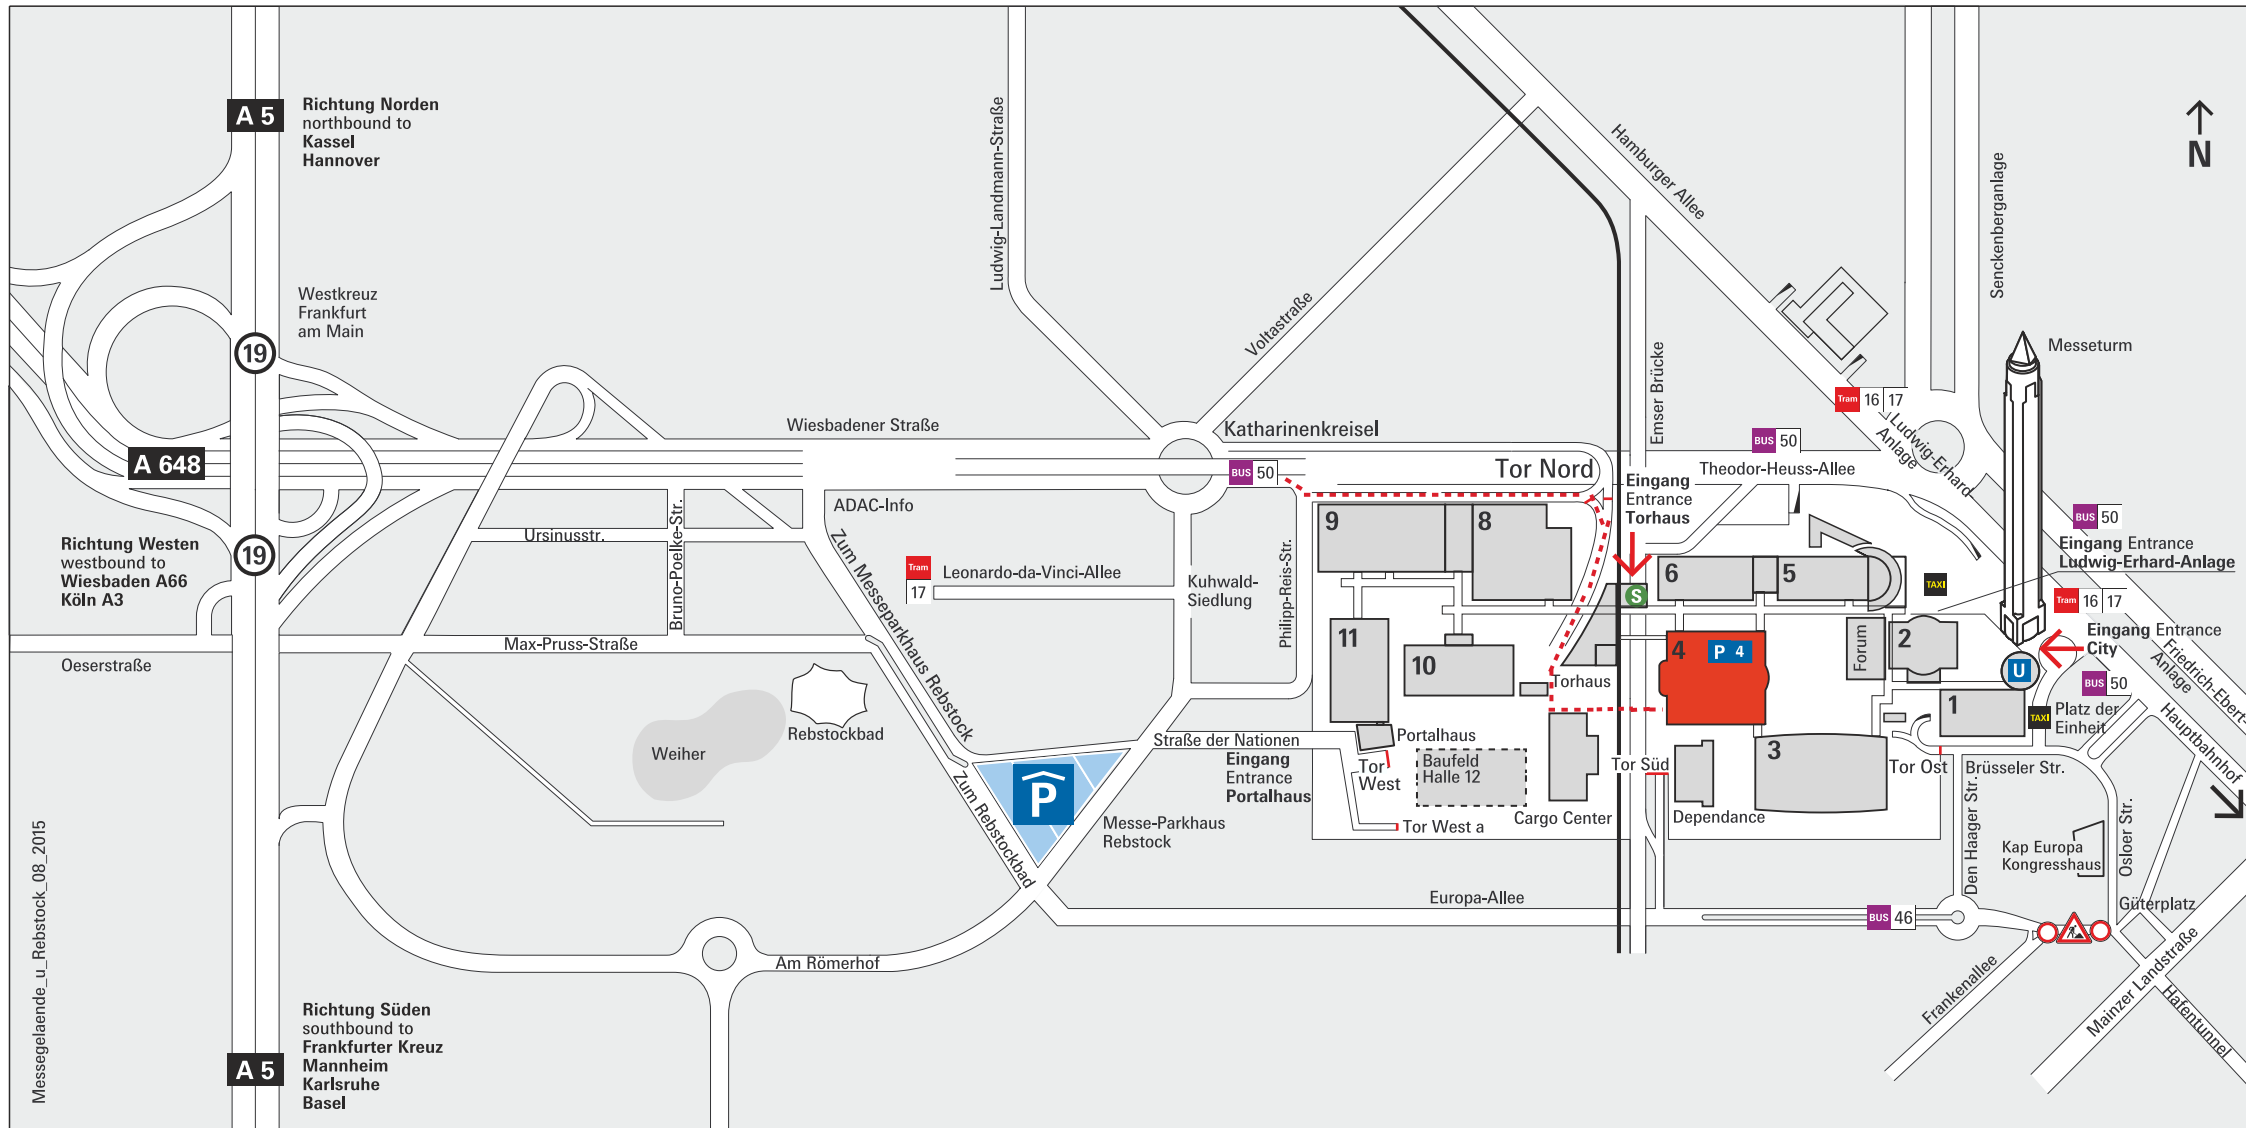 A 5
Richtung Norden
northbound to
Kassel
Hannover
N
Westkreuz
Frankfurt
am Main
19
A 648
19
Richtung Westen
westbound to
Wiesbaden A66
Köln A3
Oeserstraße
Messegelaende_u_Rebstock_08_2015
A 5
Richtung Süden
southbound to
Frankfurter Kreuz
Mannheim
Karlsruhe
Basel
Wiesbadener Straße
ADAC-Info
Ursinusstr.
Bruno-Poelke-Str.
Max-Pruss-Straße
Zum Messeparkhaus Rebstock
Tram
17
Leonardo-da-Vinci-Allee
Kuhwald-
Siedlung
Philipp-Reis-Str.
Weiher
Rebstockbad
Zum Rebstockbad
P
Messe-Parkhaus
Rebstock
Am Römerhof
Europa-Allee
Ludwig-Landmann-Straße
Voltastraße
Katharinenkreisel
BUS 50
Tor Nord
Hamburger Allee
Emser Brücke
Senckenberganlage
Messeturm
Tram 16 17
Ludwig-Erhard
Anlage
BUS 50
Theodor-Heuss-Allee
Eingang
Entrance
Torhaus
BUS 50
Eingang Entrance
Ludwig-Erhard-Anlage
TAXI
Tram 16 17
Eingang Entrance
City
Friedrich-Ebert-
Anlage
BUS 50
U
TAXI
Platz der
Einheit
Hauptbahnhof
9
8
6
5
S
11
10
4
P 4
Forum
2
1
3
Torhaus
Portalhaus
Straße der Nationen
Eingang
Entrance
Portalhaus
Tor
West
Baufeld
Halle 12
Tor West a
Cargo Center
Tor Süd
Dependance
Tor Ost
Brüsseler Str.
Den Haager Str.
Osloer Str.
Kap Europa
Kongresshaus
BUS 46
Güterplatz
Frankenallee
Mainzer Landstraße
Hafentunnel